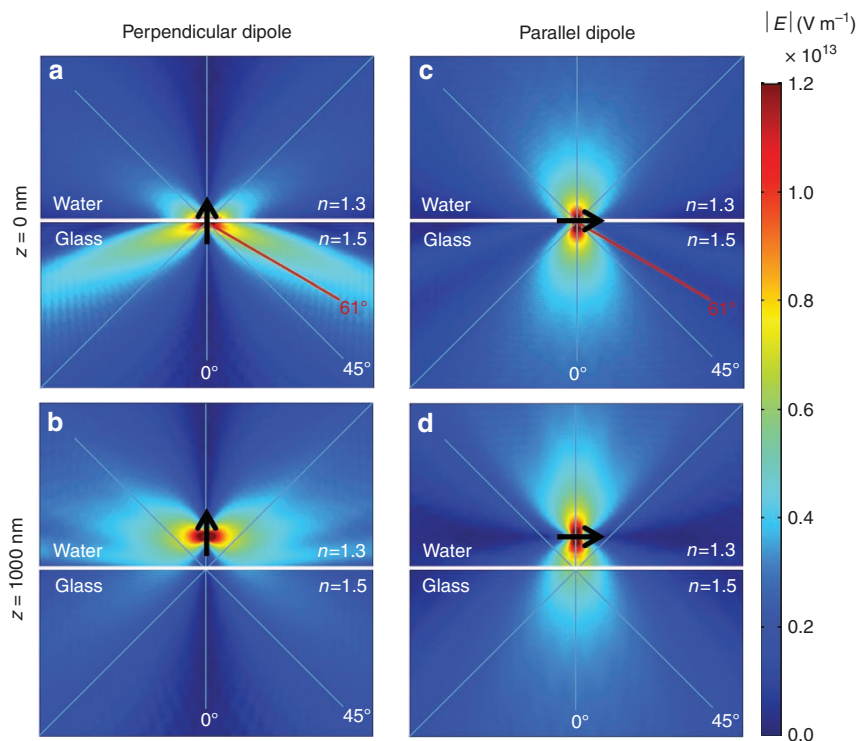 Perpendicular dipole
Parallel dipole
|E| (V m⁻¹)
× 10¹³
a
Water
n=1.3
Glass
n=1.5
61°
0°
45°
c
Water
n=1.3
Glass
n=1.5
61°
0°
45°
z = 0 nm
b
Water
n=1.3
Glass
n=1.5
0°
45°
d
Water
n=1.3
Glass
n=1.5
0°
45°
z = 1000 nm
1.2
1.0
0.8
0.6
0.4
0.2
0.0